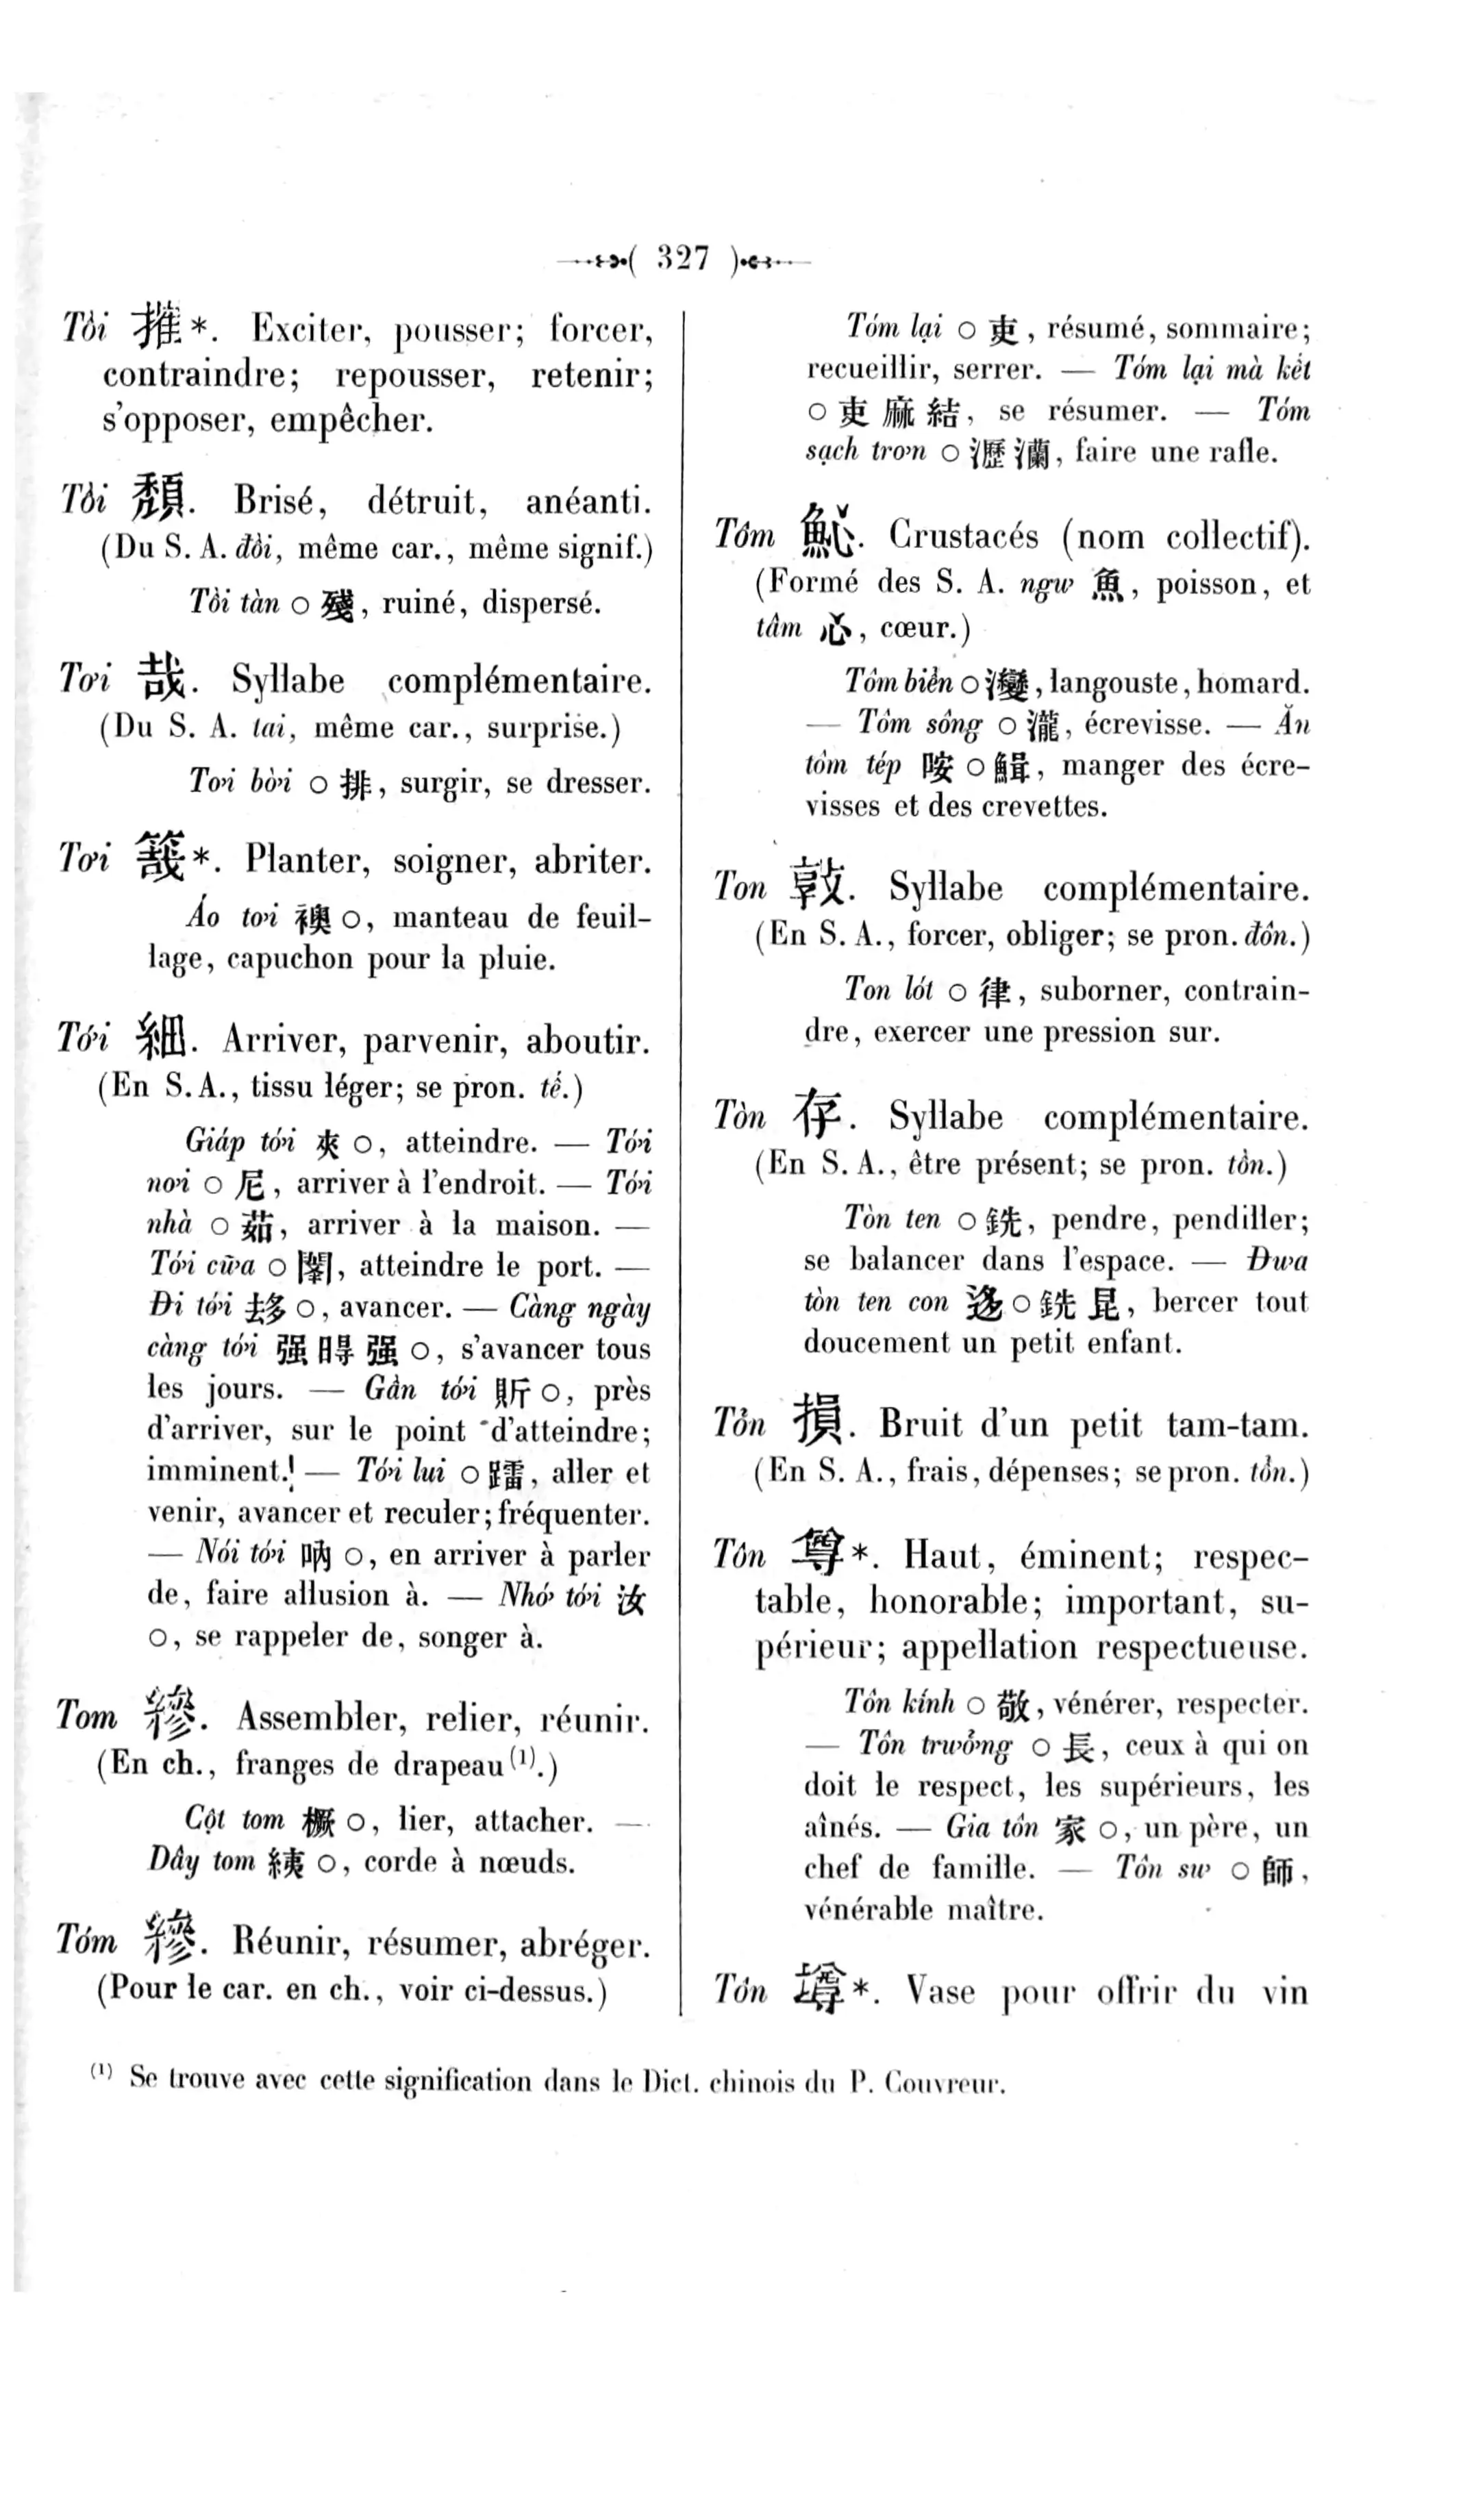 ( 327 )
Tồi 推*. Exciter, pousser; forcer,
contraindre; repousser, retenir;
s'opposer, empêcher.
Tồi 頹. Brisé, détruit, anéanti.
(Du S. A. đồi, même car., même signif.)
Tồi tàn ○ 殘, ruiné, dispersé.
Tơi 哉. Syllabe complémentaire.
(Du S. A. tai, même car., surprise.)
Tơi bời ○ 排, surgir, se dresser.
Tơi *. Planter, soigner, abriter.
Áo tơi 襖 ○, manteau de feuil-
lage, capuchon pour la pluie.
Tới 細. Arriver, parvenir, aboutir.
(En S. A., tissu léger; se pron. tế.)
Giáp tới 夾 ○, atteindre. — Tới
nơi ○ 尼, arriver à l'endroit. — Tới
nhà ○ 茹, arriver à la maison. —
Tới cửa ○, atteindre le port. —
Đi tới 𠫾 ○, avancer. — Càng ngày
càng tới 强 㝵 强 ○, s'avancer tous
les jours. — Gần tới ○, près
d'arriver, sur le point d'atteindre;
imminent. — Tới lui ○, aller et
venir, avancer et reculer; fréquenter.
— Nói tới 吶 ○, en arriver à parler
de, faire allusion à. — Nhớ tới 汝
○, se rappeler de, songer à.
Tom 縿. Assembler, relier, réunir.
(En ch., franges de drapeau (1).)
Cột tom 橛 ○, lier, attacher. —
Dây tom 絏 ○, corde à nœuds.
Tóm 縿. Réunir, résumer, abréger.
(Pour le car. en ch., voir ci-dessus.)
Tóm lại ○ 吏, résumé, sommaire;
recueillir, serrer. — Tóm lại mà kết
○ 吏 麻 結, se résumer. — Tóm
sạch trơn ○ 瀝 灡, faire une rafle.
Tôm 魫. Crustacés (nom collectif).
(Formé des S. A. ngư 魚, poisson, et
tâm 心, cœur.)
Tôm biển ○, langouste, homard.
— Tôm sông ○ 瀧, écrevisse. — Ăn
tôm tép 咹 ○, manger des écre-
visses et des crevettes.
Ton 敦. Syllabe complémentaire.
(En S. A., forcer, obliger; se pron. đôn.)
Ton lót ○ 律, suborner, contrain-
dre, exercer une pression sur.
Tòn 存. Syllabe complémentaire.
(En S. A., être présent; se pron. tồn.)
Tòn ten ○ 銑, pendre, pendiller;
se balancer dans l'espace. — Đưa
tòn ten con 迻 ○ 銑 昆, bercer tout
doucement un petit enfant.
Tỏn 損. Bruit d'un petit tam-tam.
(En S. A., frais, dépenses; se pron. tổn.)
Tôn 尊*. Haut, éminent; respec-
table, honorable; important, su-
périeur; appellation respectueuse.
Tôn kính ○ 敬, vénérer, respecter.
— Tôn trưởng ○ 長, ceux à qui on
doit le respect, les supérieurs, les
aînés. — Gia tôn 家 ○, un père, un
chef de famille. — Tôn sư ○ 師,
vénérable maître.
Tôn 墫*. Vase pour offrir du vin
(1) Se trouve avec cette signification dans le Dict. chinois du P. Couvreur.